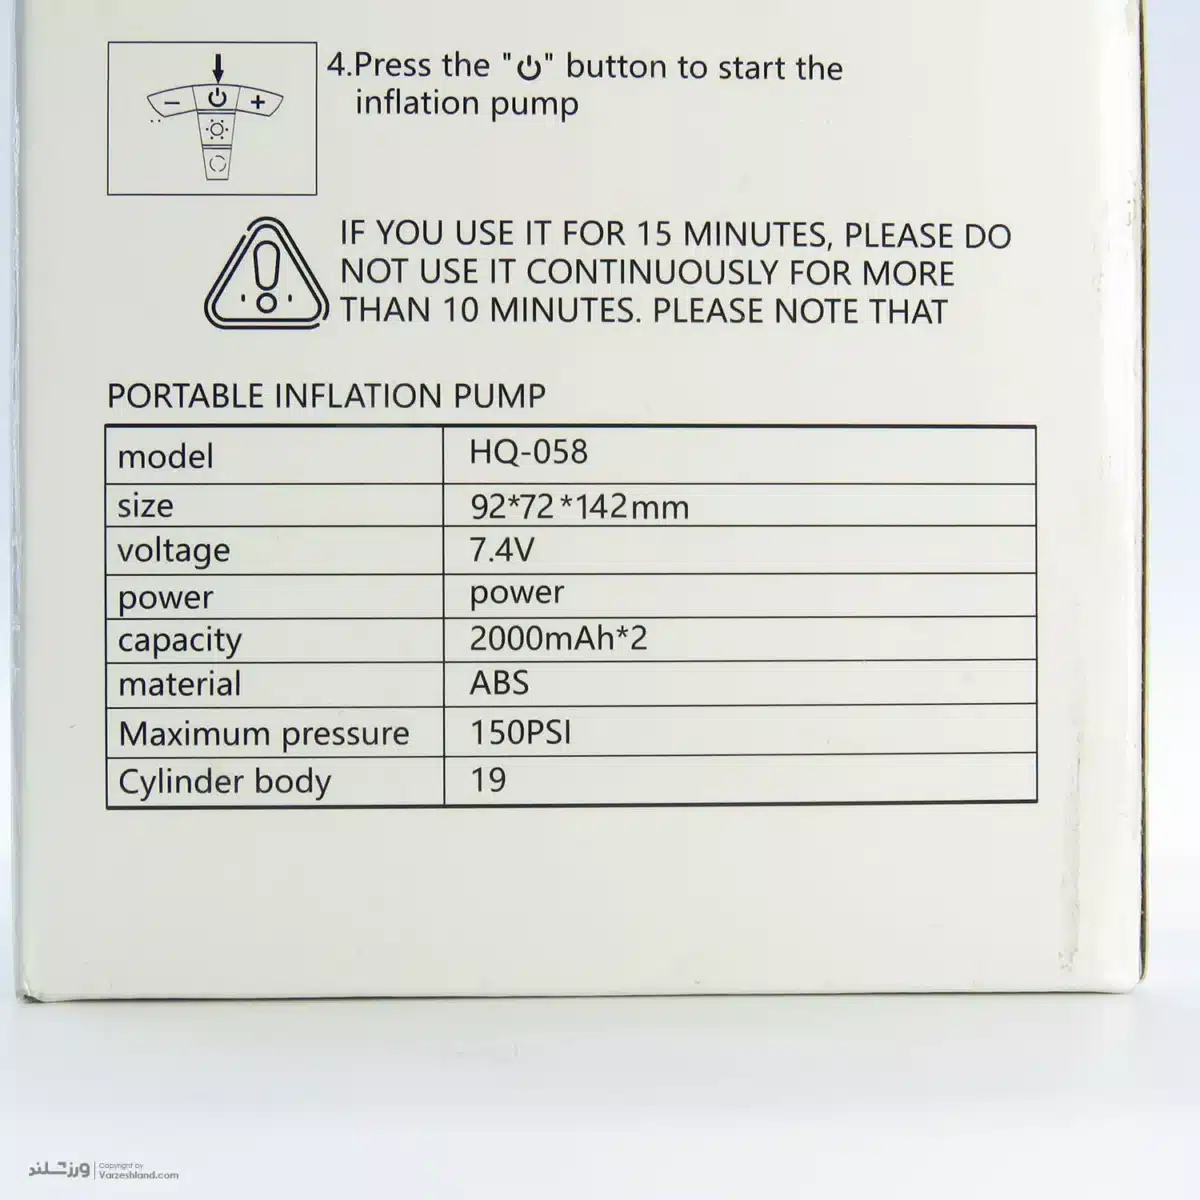 4.Press the "⏻" button to start the
inflation pump
− ⏻ +
IF YOU USE IT FOR 15 MINUTES, PLEASE DO
NOT USE IT CONTINUOUSLY FOR MORE
THAN 10 MINUTES. PLEASE NOTE THAT
PORTABLE INFLATION PUMP
model HQ-058
size 92*72*142mm
voltage 7.4V
power power
capacity 2000mAh*2
material ABS
Maximum pressure 150PSI
Cylinder body 19
ورزشلند
Copyright by
Varzeshland.com